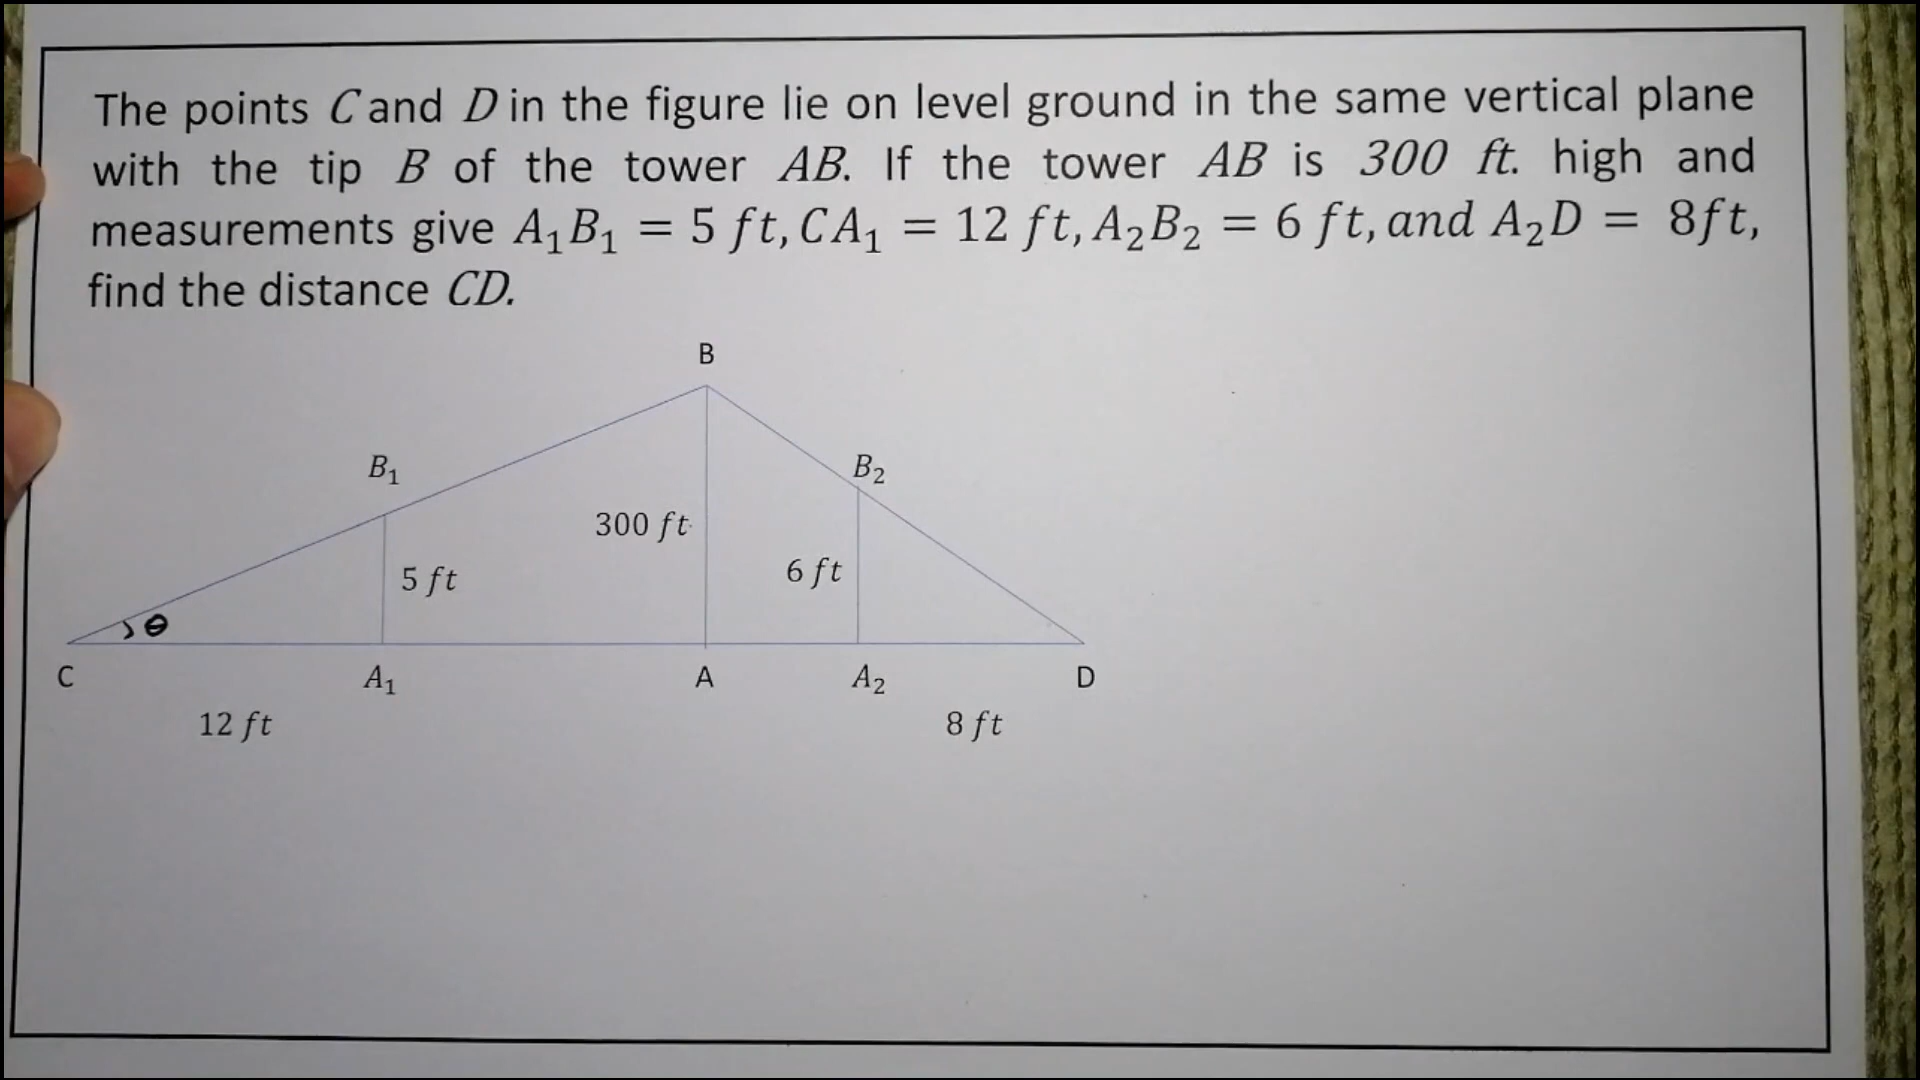 The points C and D in the figure lie on level ground in the same vertical plane
with the tip B of the tower AB. If the tower AB is 300 ft. high and
measurements give A₁B₁ = 5 ft, CA₁ = 12 ft, A₂B₂ = 6 ft, and A₂D = 8ft,
find the distance CD.
B
B₁
B₂
300 ft
6 ft
5 ft
θ
C
A₁
A
A₂
D
12 ft
8 ft